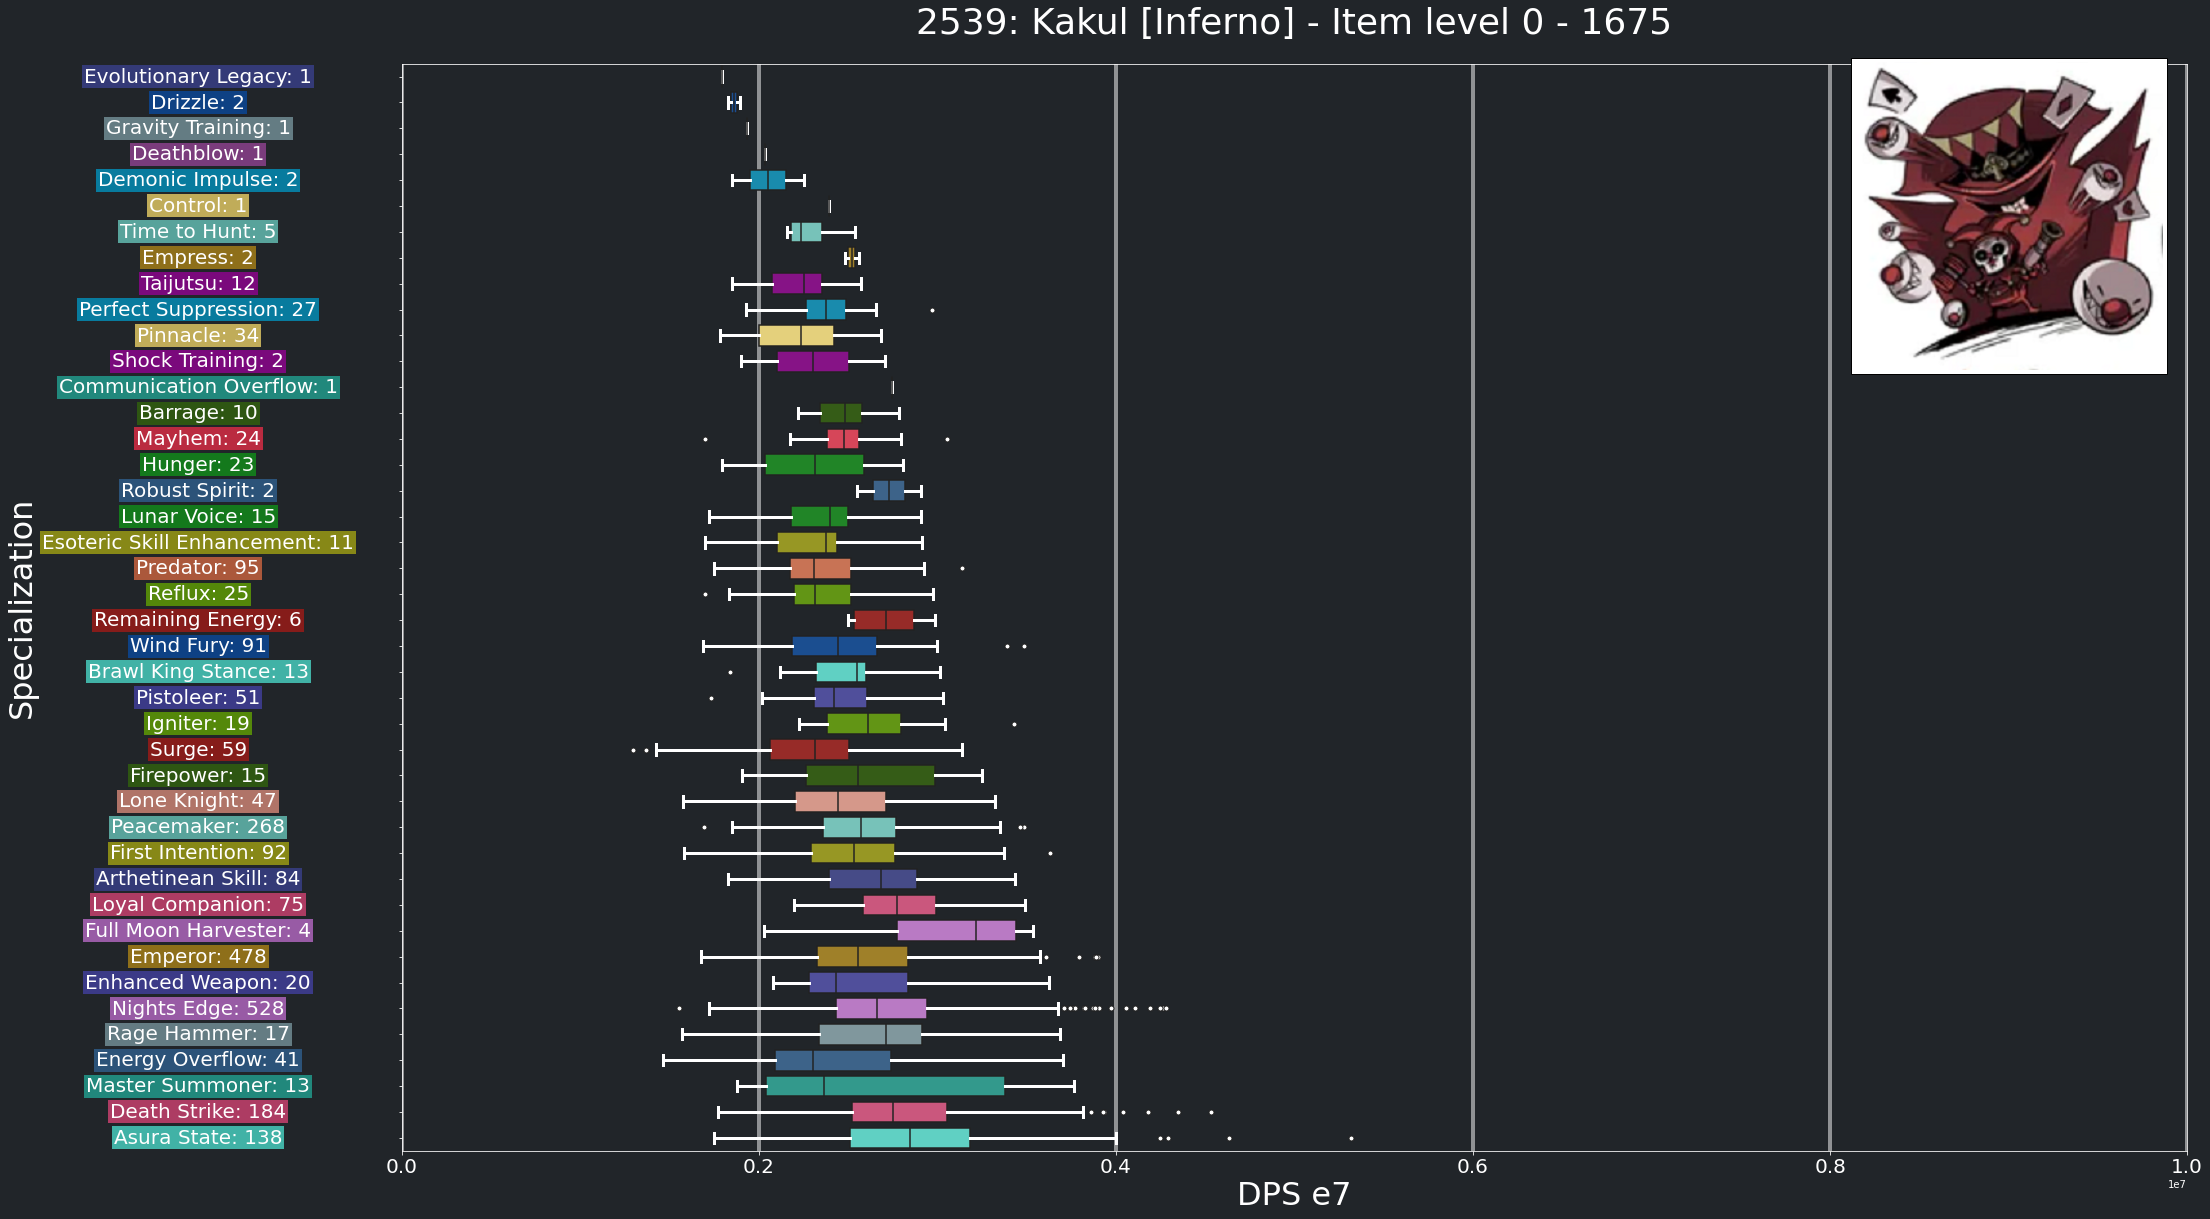 2539: Kakul [Inferno] - Item level 0 - 1675
Specialization
Evolutionary Legacy: 1
Drizzle: 2
Gravity Training: 1
Deathblow: 1
Demonic Impulse: 2
Control: 1
Time to Hunt: 5
Empress: 2
Taijutsu: 12
Perfect Suppression: 27
Pinnacle: 34
Shock Training: 2
Communication Overflow: 1
Barrage: 10
Mayhem: 24
Hunger: 23
Robust Spirit: 2
Lunar Voice: 15
Esoteric Skill Enhancement: 11
Predator: 95
Reflux: 25
Remaining Energy: 6
Wind Fury: 91
Brawl King Stance: 13
Pistoleer: 51
Igniter: 19
Surge: 59
Firepower: 15
Lone Knight: 47
Peacemaker: 268
First Intention: 92
Arthetinean Skill: 84
Loyal Companion: 75
Full Moon Harvester: 4
Emperor: 478
Enhanced Weapon: 20
Nights Edge: 528
Rage Hammer: 17
Energy Overflow: 41
Master Summoner: 13
Death Strike: 184
Asura State: 138
0.0 0.2 0.4 0.6 0.8 1.0
1e7
DPS e7